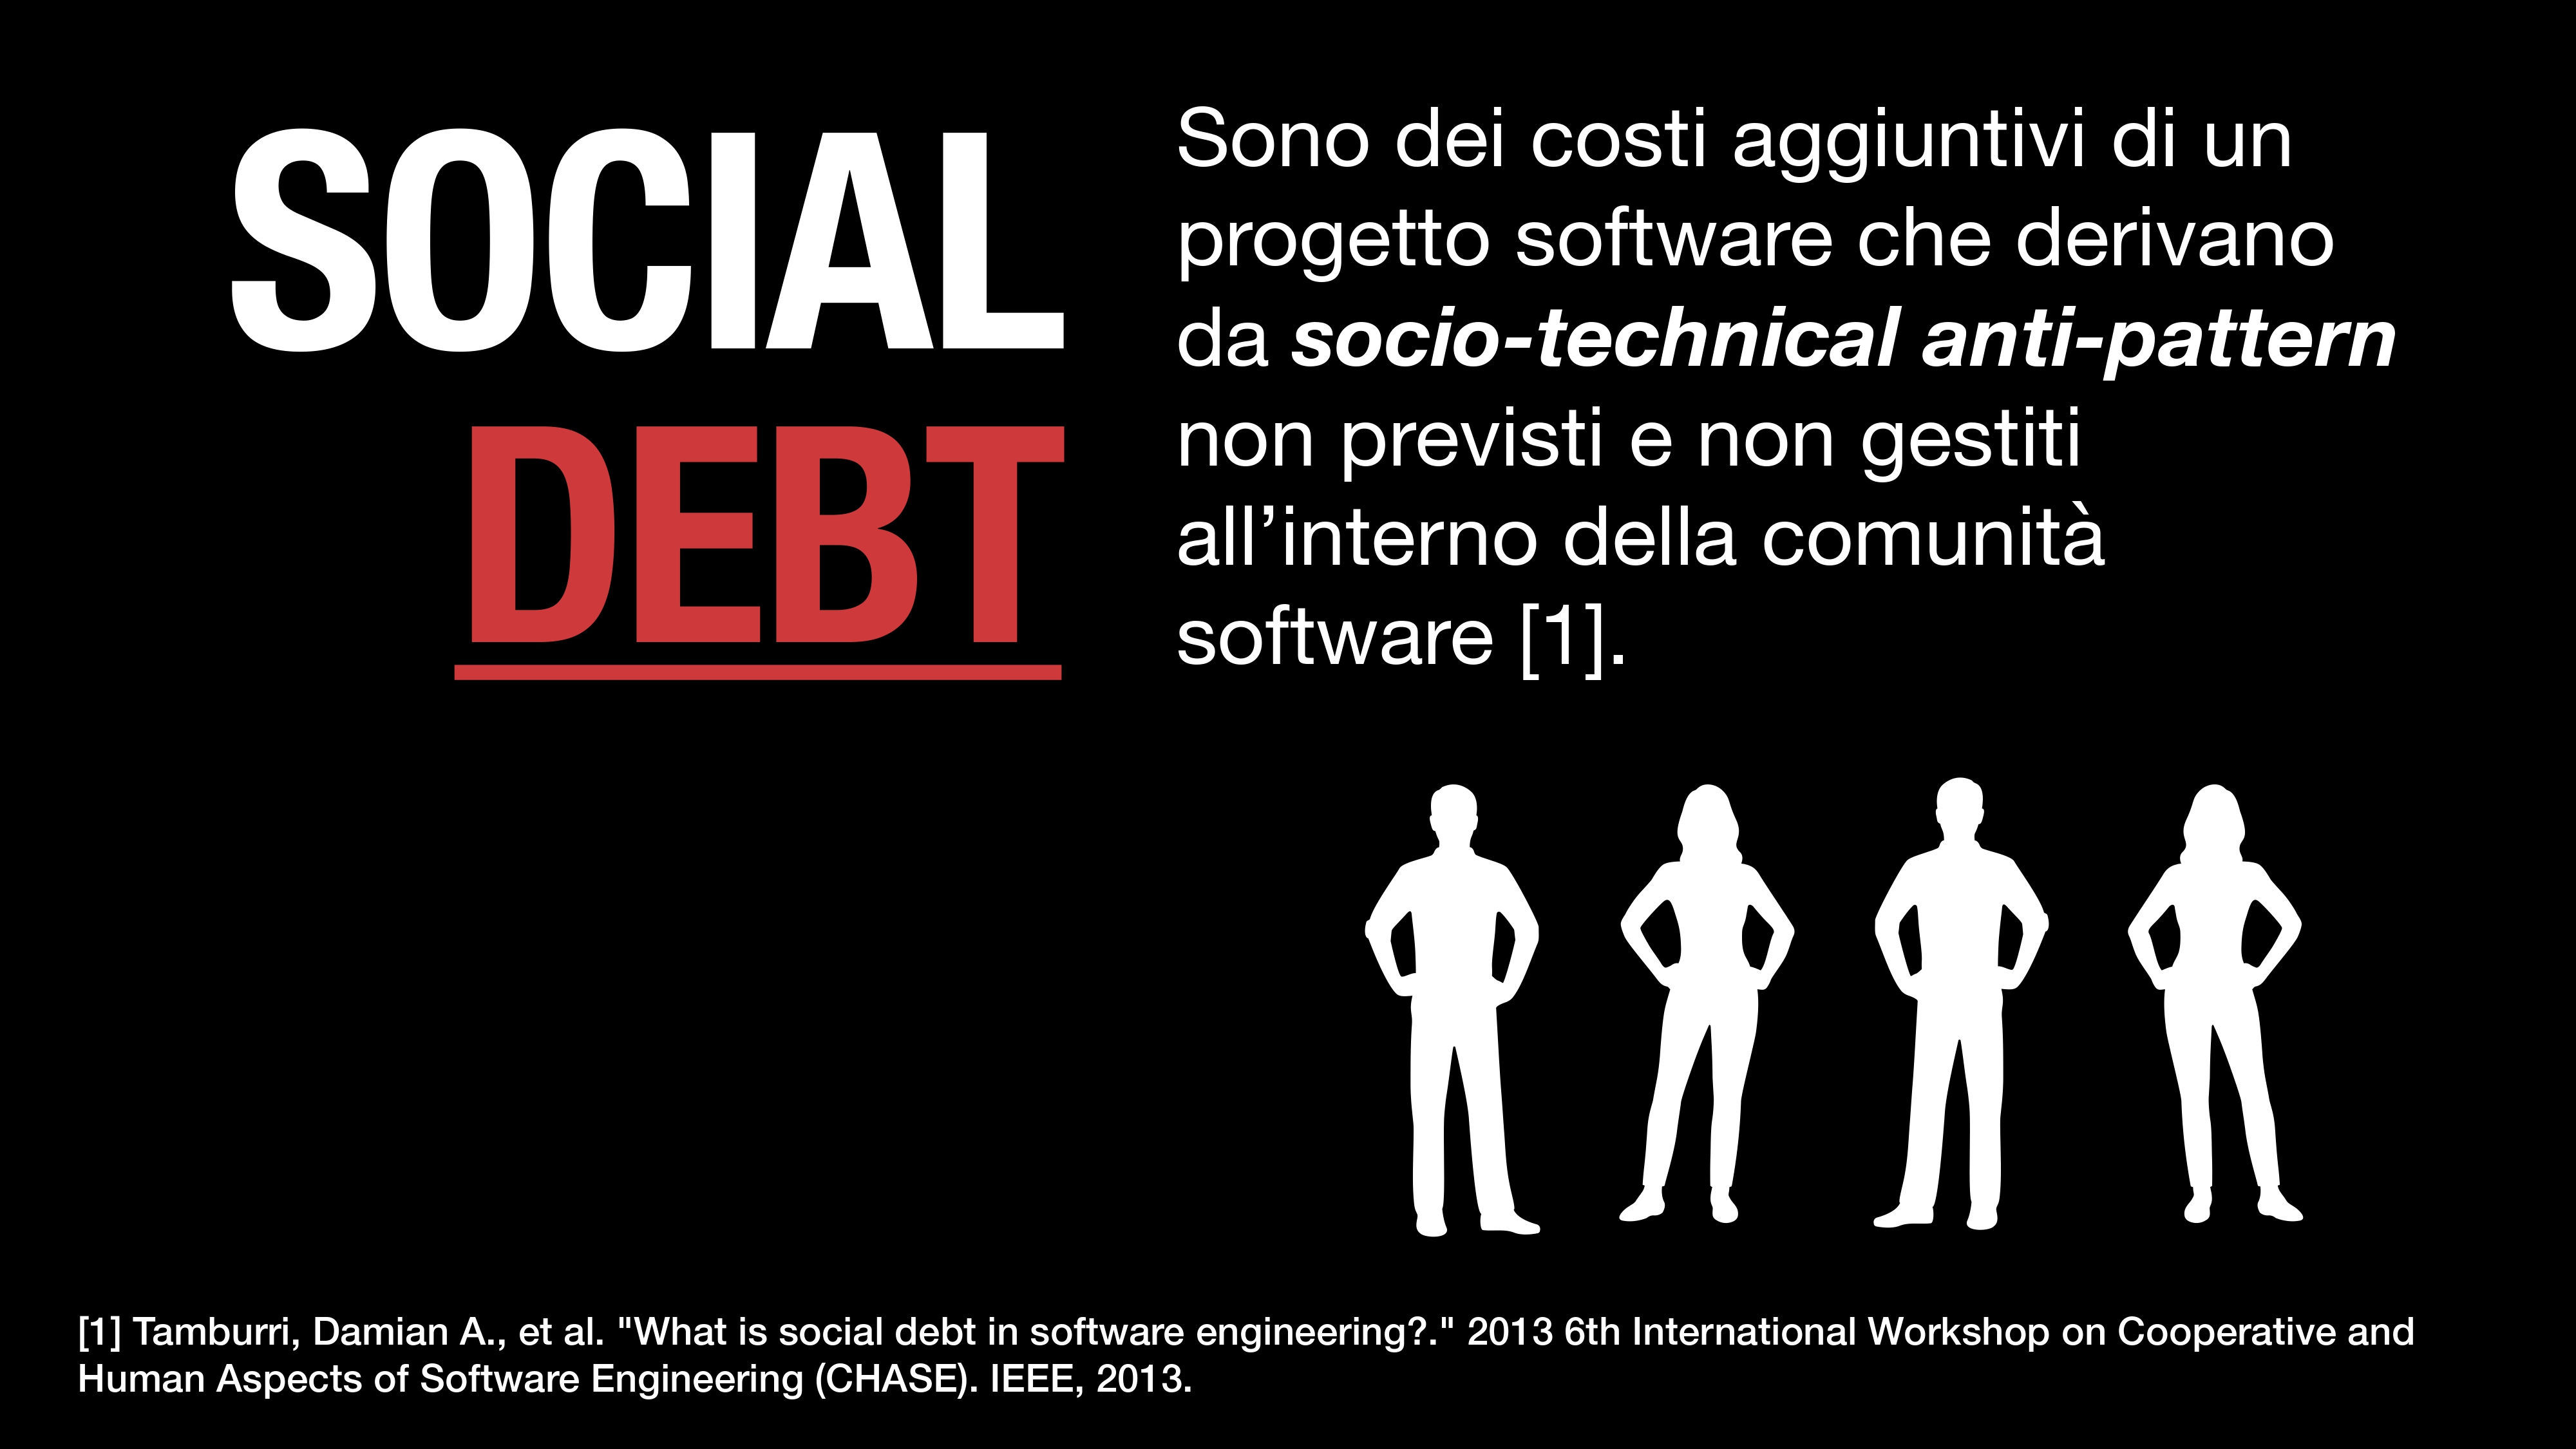 SOCIAL
DEBT
Sono dei costi aggiuntivi di un
progetto software che derivano
da socio-technical anti-pattern
non previsti e non gestiti
all’interno della comunità
software [1].
[1] Tamburri, Damian A., et al. "What is social debt in software engineering?." 2013 6th International Workshop on Cooperative and
Human Aspects of Software Engineering (CHASE). IEEE, 2013.